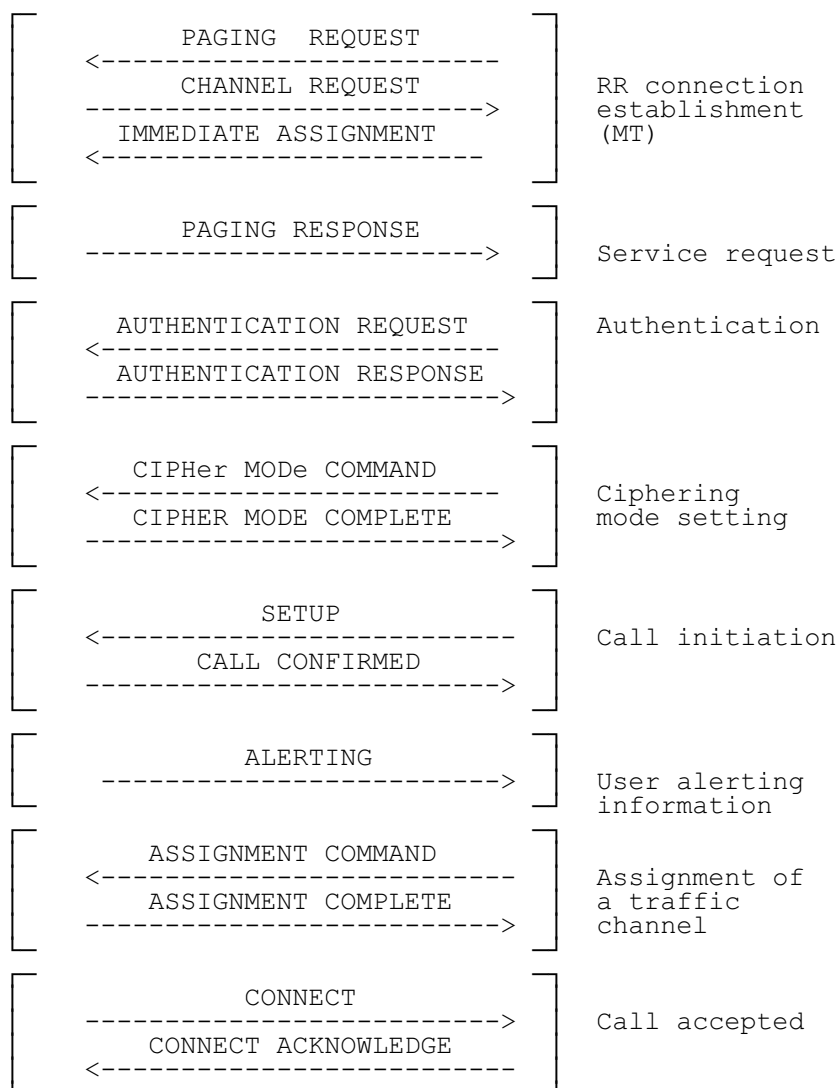 PAGING REQUEST
<-------------------------
CHANNEL REQUEST
------------------------->
RR connection
establishment
IMMEDIATE ASSIGNMENT
(MT)
<------------------------
PAGING RESPONSE
------------------------->
Service request
AUTHENTICATION REQUEST
Authentication
<-------------------------
AUTHENTICATION RESPONSE
-------------------------->
CIPHer MODe COMMAND
<-------------------------
Ciphering
CIPHER MODE COMPLETE
mode setting
-------------------------->
SETUP
<--------------------------
Call initiation
CALL CONFIRMED
-------------------------->
ALERTING
------------------------->
User alerting
information
ASSIGNMENT COMMAND
<--------------------------
Assignment of
ASSIGNMENT COMPLETE
a traffic
-------------------------->
channel
CONNECT
-------------------------->
Call accepted
CONNECT ACKNOWLEDGE
<--------------------------